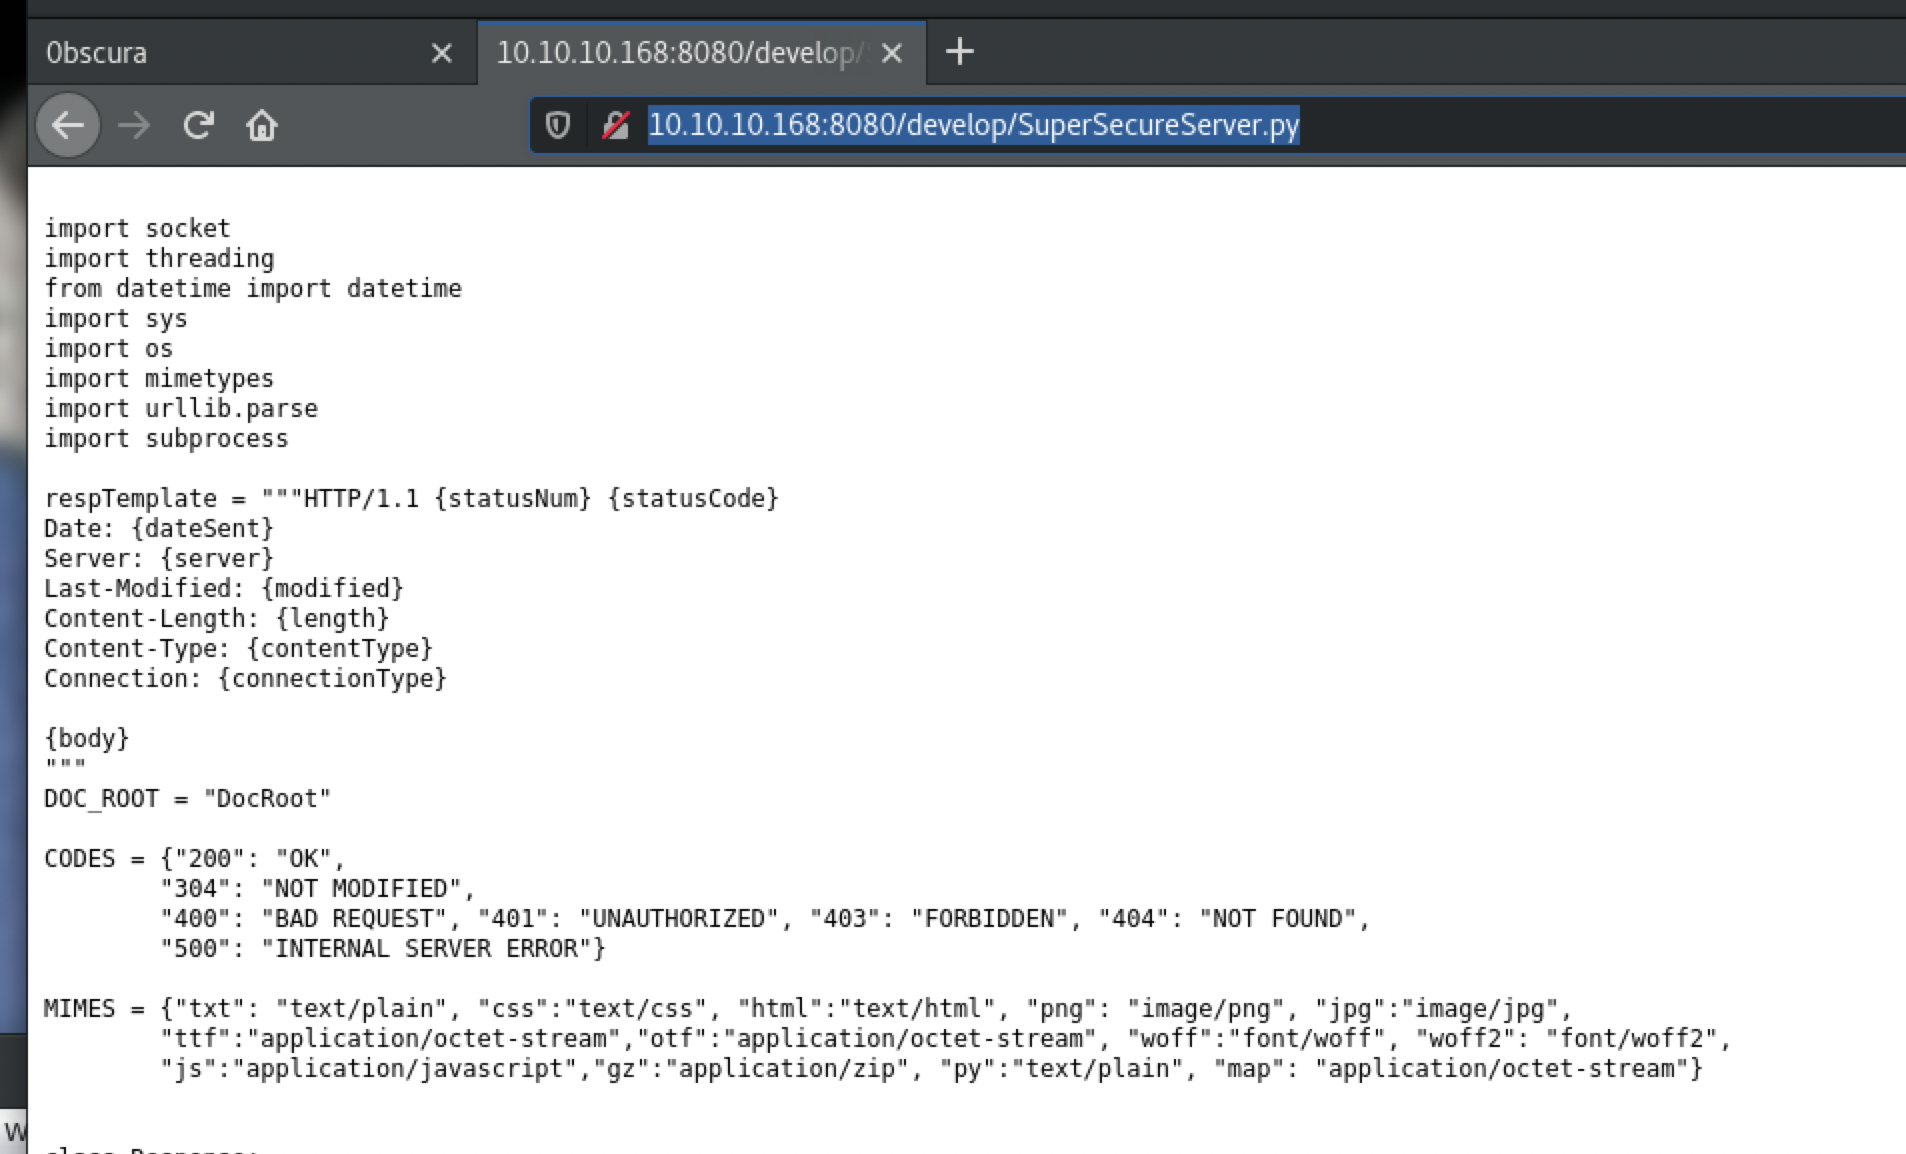 0bscura
10.10.10.168:8080/develop/
10.10.10.168:8080/develop/SuperSecureServer.py
import socket
import threading
from datetime import datetime
import sys
import os
import mimetypes
import urllib.parse
import subprocess
respTemplate = """HTTP/1.1 {statusNum} {statusCode}
Date: {dateSent}
Server: {server}
Last-Modified: {modified}
Content-Length: {length}
Content-Type: {contentType}
Connection: {connectionType}
{body}
"""
DOC_ROOT = "DocRoot"
CODES = {"200": "OK",
"304": "NOT MODIFIED",
"400": "BAD REQUEST", "401": "UNAUTHORIZED", "403": "FORBIDDEN", "404": "NOT FOUND",
"500": "INTERNAL SERVER ERROR"}
MIMES = {"txt": "text/plain", "css":"text/css", "html":"text/html", "png": "image/png", "jpg":"image/jpg",
"ttf":"application/octet-stream","otf":"application/octet-stream", "woff":"font/woff", "woff2": "font/woff2",
"js":"application/javascript","gz":"application/zip", "py":"text/plain", "map": "application/octet-stream"}
class Response: